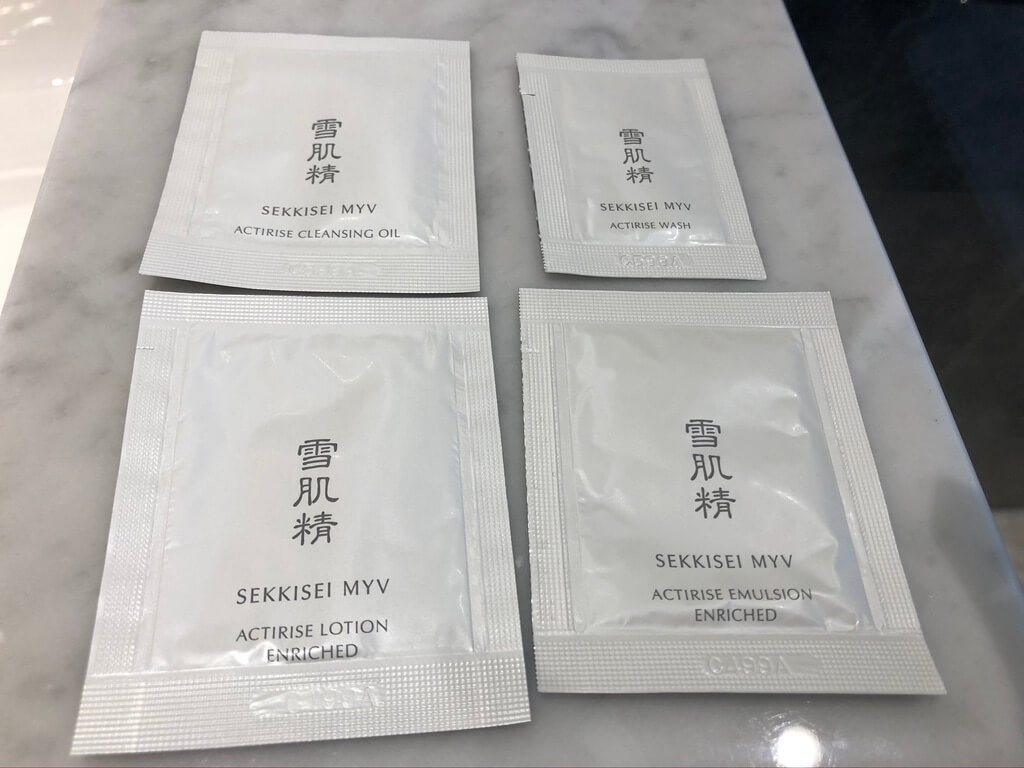 雪肌精
SEKKISEI MYV
ACTIRISE CLEANSING OIL
雪肌精
SEKKISEI MYV
ACTIRISE WASH
雪肌精
SEKKISEI MYV
ACTIRISE LOTION
ENRICHED
雪肌精
SEKKISEI MYV
ACTIRISE EMULSION
ENRICHED